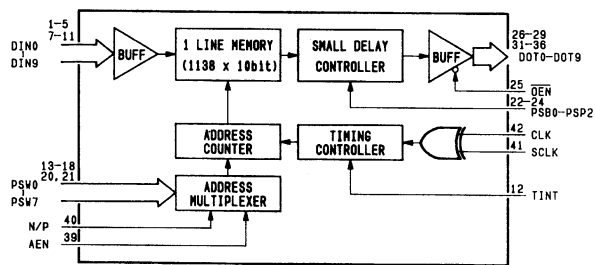 1-5
7-11
DIN0
DIN9
BUFF
1 LINE MEMORY
(1138 x 10bit)
SMALL DELAY
CONTROLLER
BUFF
26-29
31-36
DOT0-DOT9
25
OEN
22-24
PSB0-PSP2
ADDRESS
COUNTER
TIMING
CONTROLLER
42
CLK
41
SCLK
13-18
20, 21
PSW0
PSW7
ADDRESS
MULTIPLEXER
12
TINT
N/P
40
AEN
39